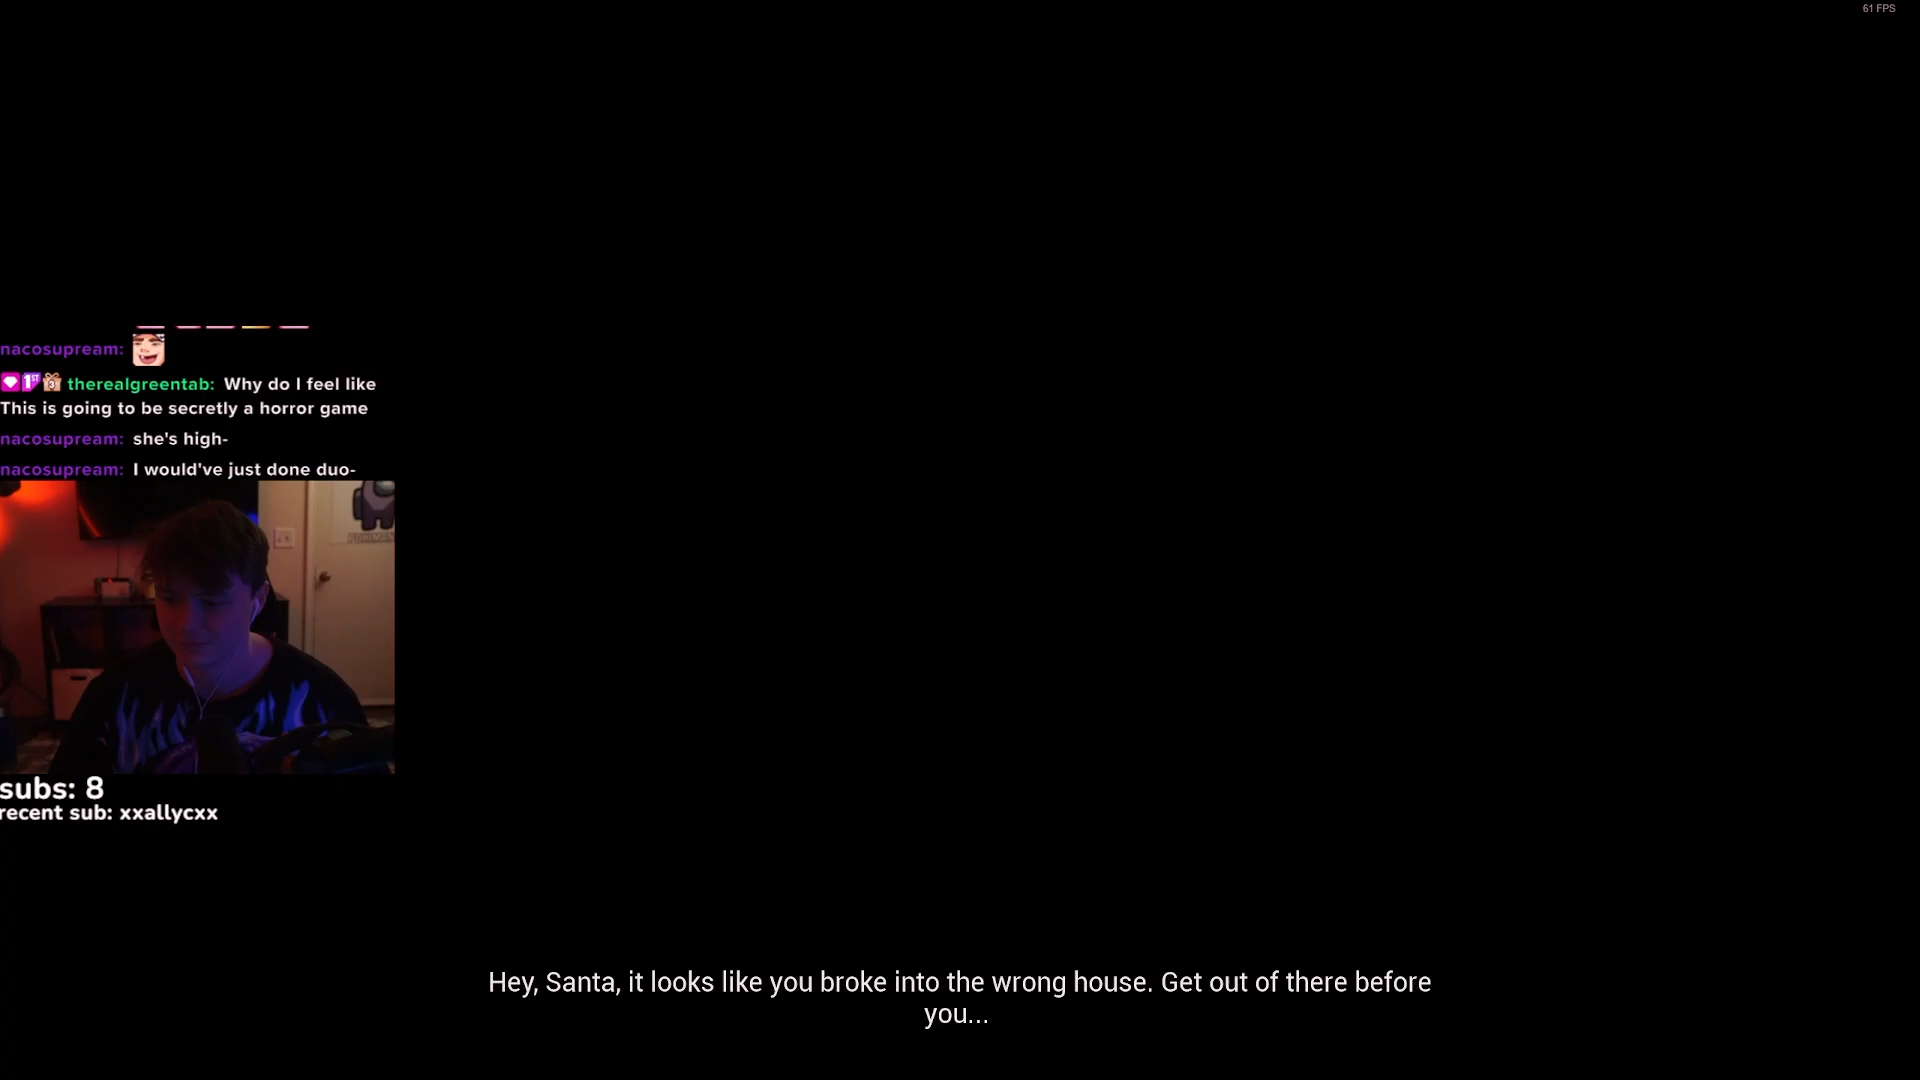 61 FPS
nacosupream:
1ST 3 therealgreentab: Why do I feel like
This is going to be secretly a horror game
nacosupream: she's high-
nacosupream: I would've just done duo-
subs: 8
recent sub: xxallycxx
Hey, Santa, it looks like you broke into the wrong house. Get out of there before
you...